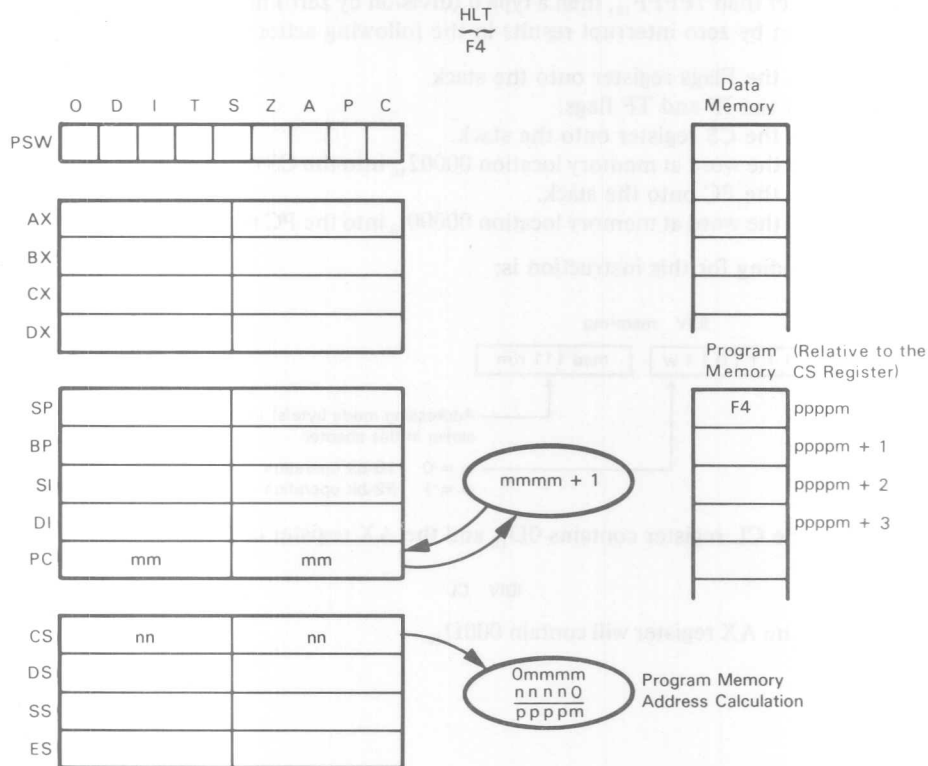 HLT
F4
Data
Memory
O D I T S Z A P C
PSW
AX
BX
CX
DX
Program
Memory
(Relative to the
CS Register)
SP
BP
SI
DI
PC
mm
mm
mmmm + 1
F4
ppppm
ppppm + 1
ppppm + 2
ppppm + 3
CS
DS
SS
ES
nn
nn
0mmmm
nnnn0
ppppm
Program Memory
Address Calculation